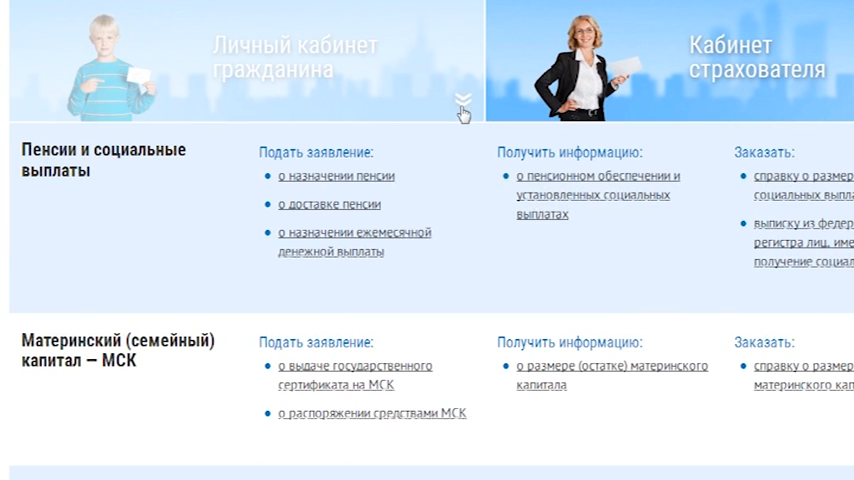 Личный кабинет
гражданина
Кабинет
страхователя
Пенсии и социальные
выплаты
Подать заявление:
о назначении пенсии
о доставке пенсии
о назначении ежемесячной
денежной выплаты
Получить информацию:
о пенсионном обеспечении и
установленных социальных
выплатах
Заказать:
справку о размере
социальных выпла
выписку из федер
регистра лиц, име
получение социал
Материнский (семейный)
капитал — МСК
Подать заявление:
о выдаче государственного
сертификата на МСК
о распоряжении средствами МСК
Получить информацию:
о размере (остатке) материнского
капитала
Заказать:
справку о размере
материнского кап